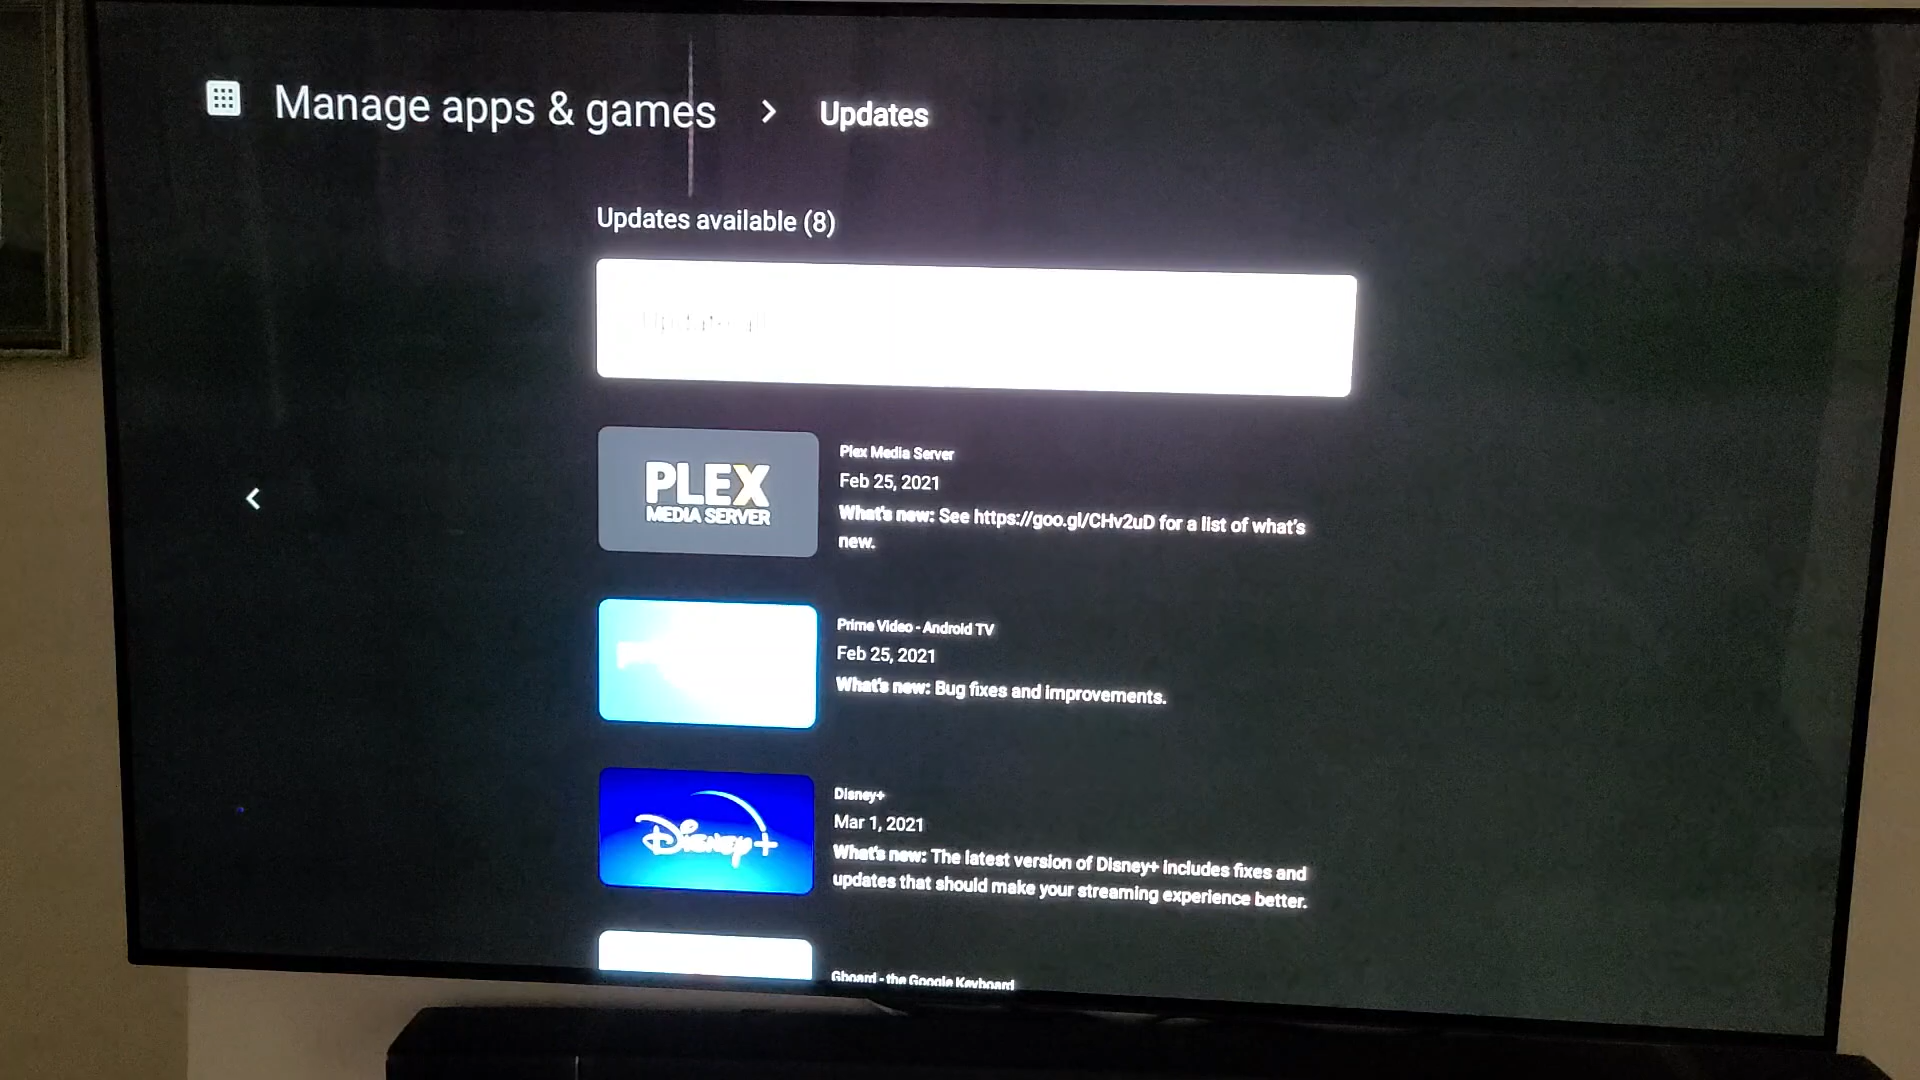 Manage apps & games > Updates
Updates available (8)
Update all
PLEX
MEDIA SERVER
Plex Media Server
Feb 25, 2021
What's new: See https://goo.gl/CHv2uD for a list of what's
new.
Prime Video - Android TV
Feb 25, 2021
What's new: Bug fixes and improvements.
Disney+
Disney+
Mar 1, 2021
What's new: The latest version of Disney+ includes fixes and
updates that should make your streaming experience better.
Gboard - the Google Keyboard